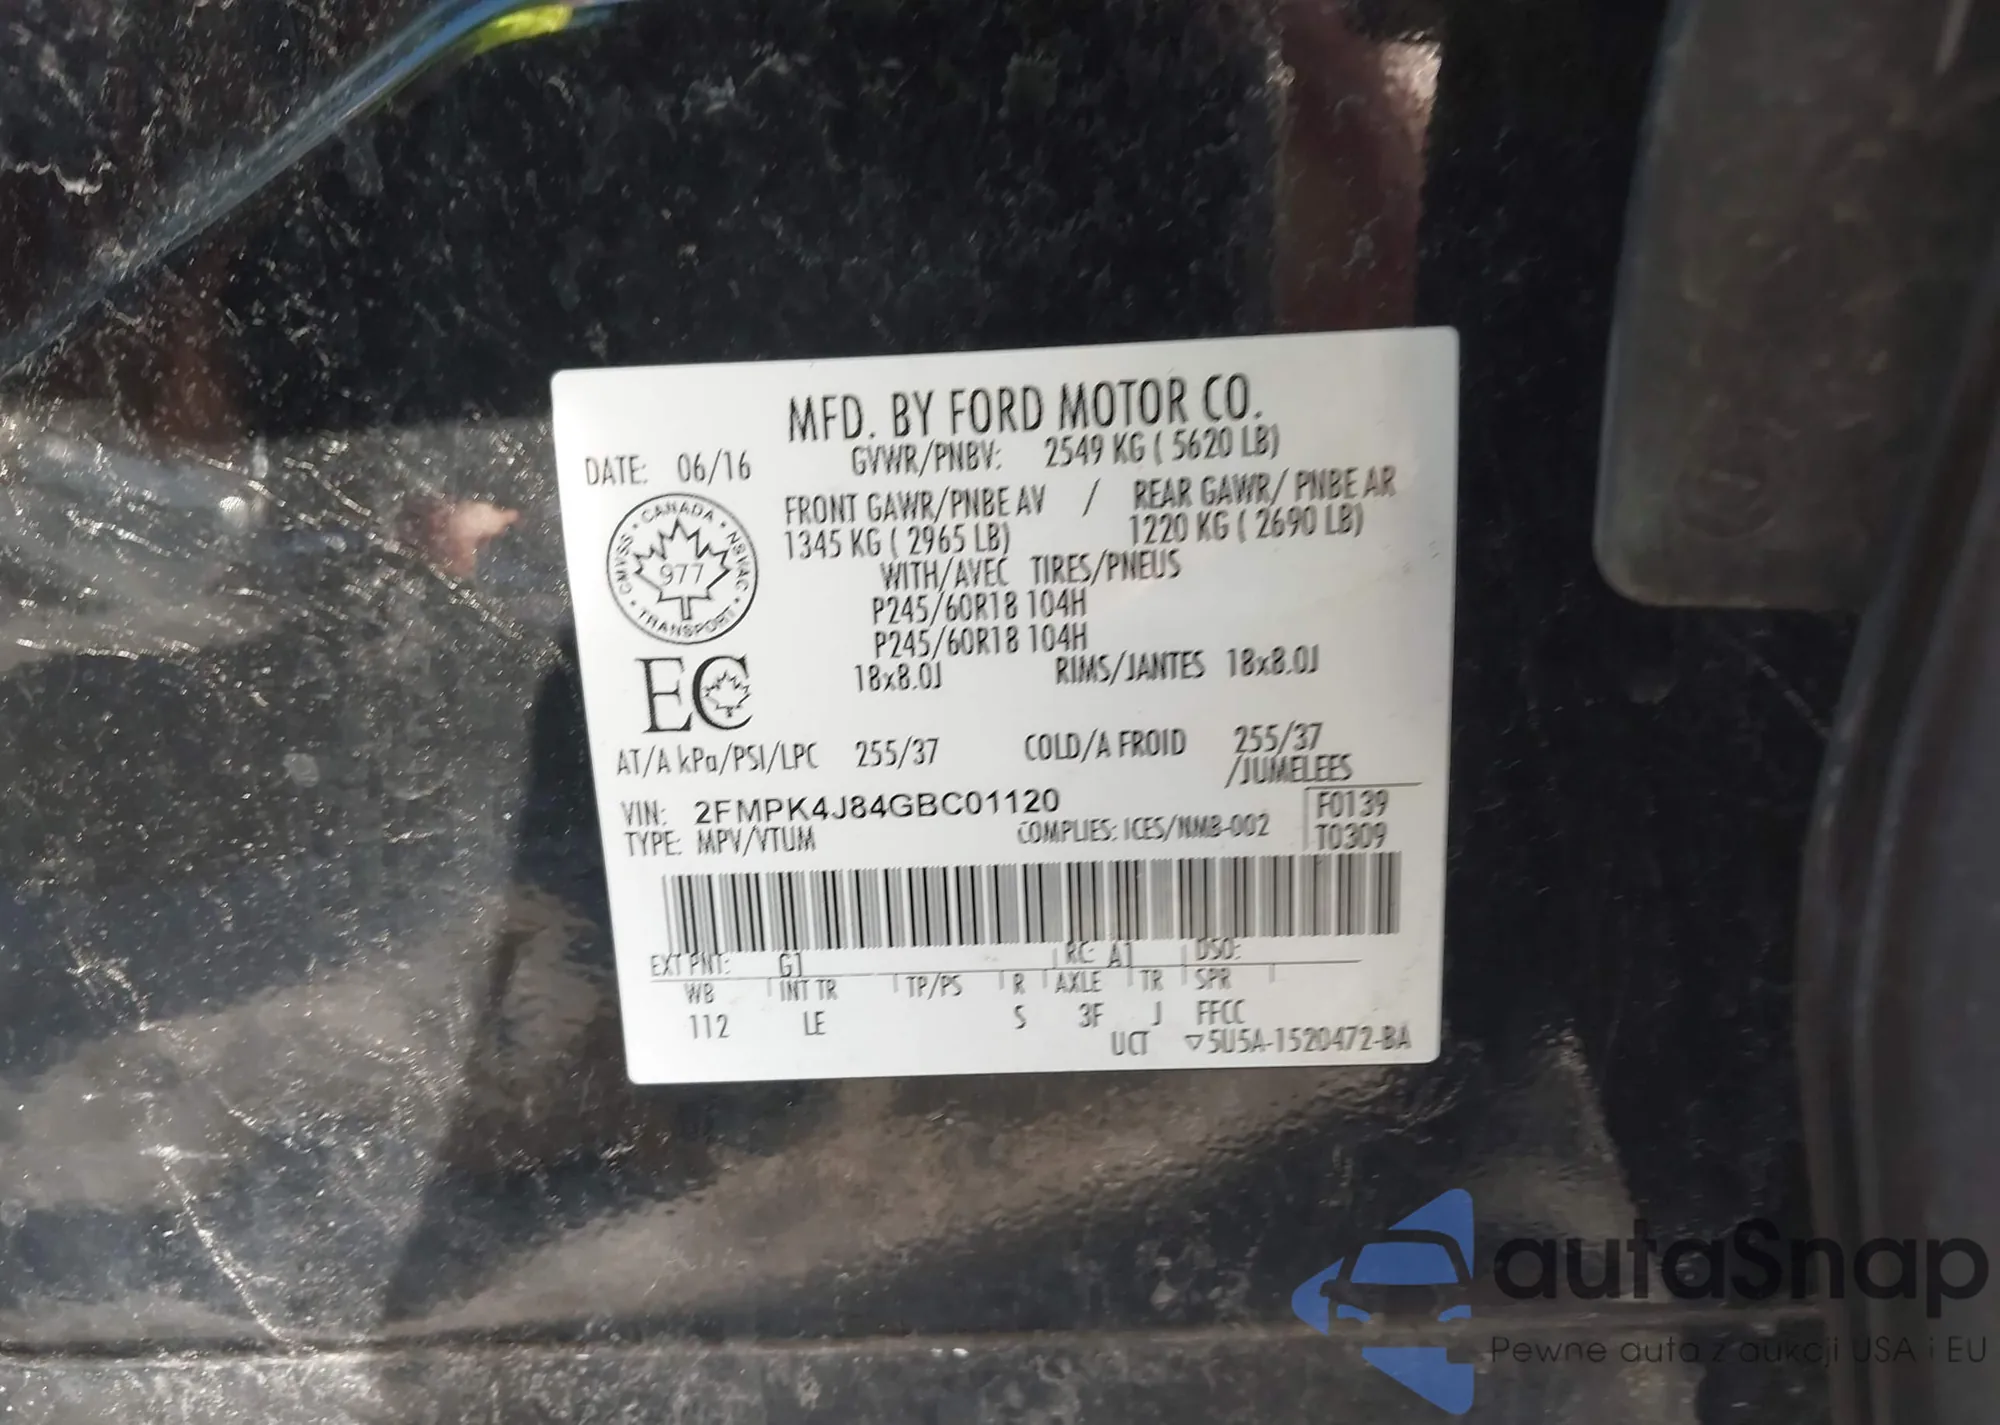 MFD. BY FORD MOTOR CO.
DATE: 06/16 GVWR/PNBV: 2549 KG ( 5620 LB)
FRONT GAWR/PNBE AV / REAR GAWR/ PNBE AR
1345 KG ( 2965 LB) 1220 KG ( 2690 LB)
WITH/AVEC TIRES/PNEUS
P245/60R18 104H
P245/60R18 104H
18x8.0J RIMS/JANTES 18x8.0J
CANADA
NSVAC
TRANSPORT
CMVSS
977
EC
AT/A kPa/PSI/LPC 255/37 COLD/A FROID 255/37
/JUMELEES
VIN: 2FMPK4J84GBC01120 F0139
TYPE: MPV/VTUM COMPLIES: ICES/NMB-002 T0309
EXT PNT: G1 RC: A1 DSO:
WB INT TR TP/PS R AXLE TR SPR
112 LE S 3F J FFCC
UCT ▽5U5A-1520472-BA
autaSnap
Pewne auta z aukcji USA i EU